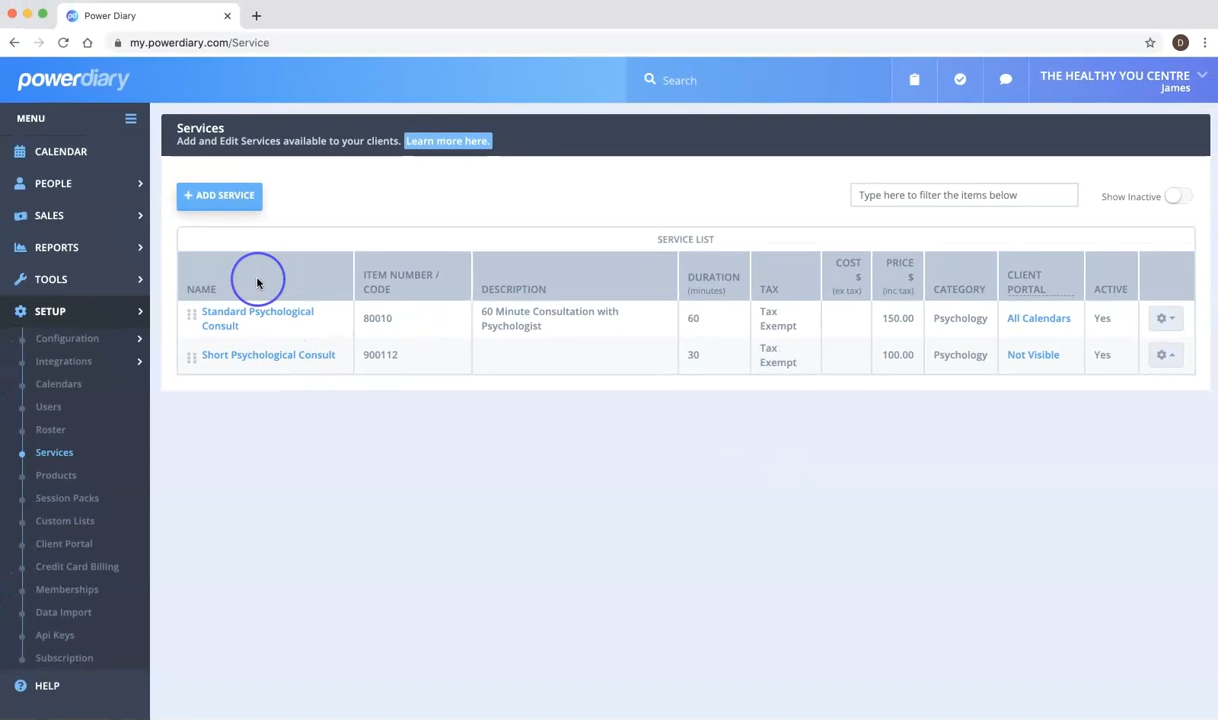 Power Diary
my.powerdiary.com/Service
D
powerdiary
Search
THE HEALTHY YOU CENTRE
James
MENU
CALENDAR
PEOPLE
SALES
REPORTS
TOOLS
SETUP
Configuration
Integrations
Calendars
Users
Roster
Services
Products
Session Packs
Custom Lists
Client Portal
Credit Card Billing
Memberships
Data Import
Api Keys
Subscription
HELP
Services
Add and Edit Services available to your clients. Learn more here.
+ ADD SERVICE
Type here to filter the items below
Show Inactive
SERVICE LIST
NAME
ITEM NUMBER /
CODE
DESCRIPTION
DURATION
(minutes)
TAX
COST
$
(ex tax)
PRICE
$
(inc tax)
CATEGORY
CLIENT
PORTAL
ACTIVE
Standard Psychological
Consult
80010
60 Minute Consultation with
Psychologist
60
Tax
Exempt
150.00
Psychology
All Calendars
Yes
Short Psychological Consult
900112
30
Tax
Exempt
100.00
Psychology
Not Visible
Yes